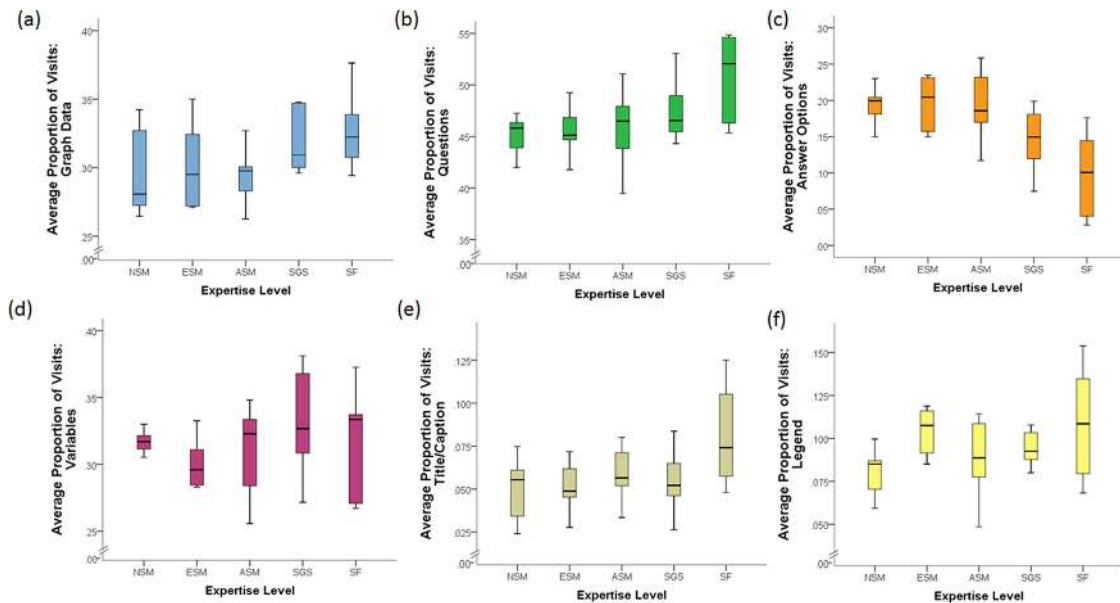 (a)
Average Proportion of Visits:
Graph Data
.40
.35
.30
.25
.00
NSM ESM ASM SGS SF
Expertise Level
(b)
Average Proportion of Visits:
Questions
.55
.50
.45
.40
.35
.00
NSM ESM ASM SGS SF
Expertise Level
(c)
Average Proportion of Visits:
Answer Options
.30
.25
.20
.15
.10
.05
.00
NSM ESM ASM SGS SF
Expertise Level
(d)
Average Proportion of Visits:
Variables
.40
.35
.30
.25
.00
NSM ESM ASM SGS SF
Expertise Level
(e)
Average Proportion of Visits:
Title/Caption
.125
.100
.075
.050
.025
.00
NSM ESM ASM SGS SF
Expertise Level
(f)
Average Proportion of Visits:
Legend
.150
.125
.100
.075
.050
.00
NSM ESM ASM SGS SF
Expertise Level